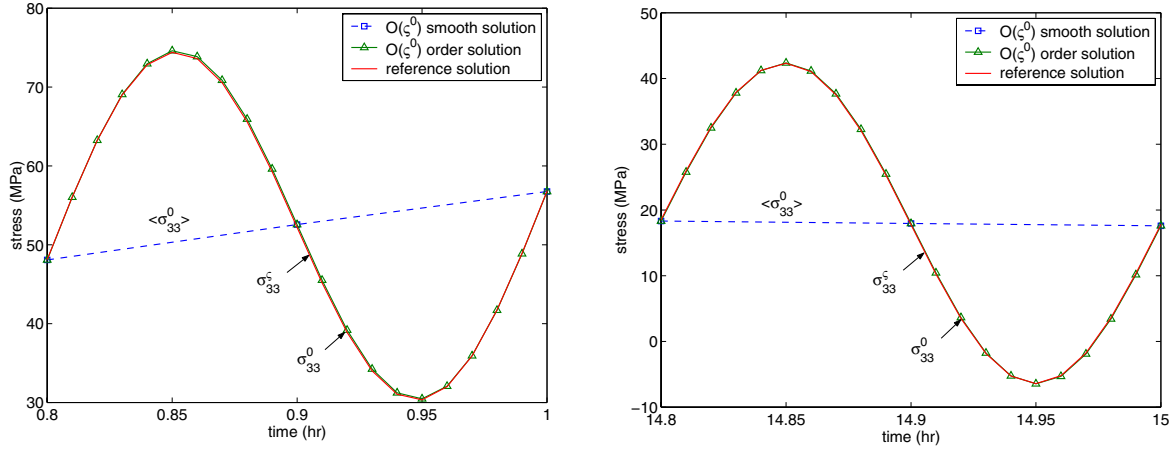 O(ς⁰) smooth solution
O(ς⁰) order solution
reference solution
80
70
60
50
40
30
stress (MPa)
<σ⁰₃₃>
σ^ς₃₃
σ⁰₃₃
0.8
0.85
0.9
0.95
1
time (hr)
O(ς⁰) smooth solution
O(ς⁰) order solution
reference solution
50
40
30
20
10
0
−10
stress (MPa)
<σ⁰₃₃>
σ^ς₃₃
σ⁰₃₃
14.8
14.85
14.9
14.95
15
time (hr)